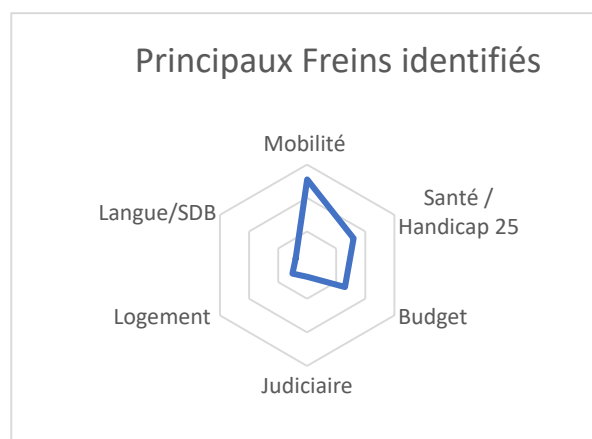 Principaux Freins identifiés
Mobilité
Santé /
Handicap 25
Langue/SDB
Logement
Budget
Judiciaire